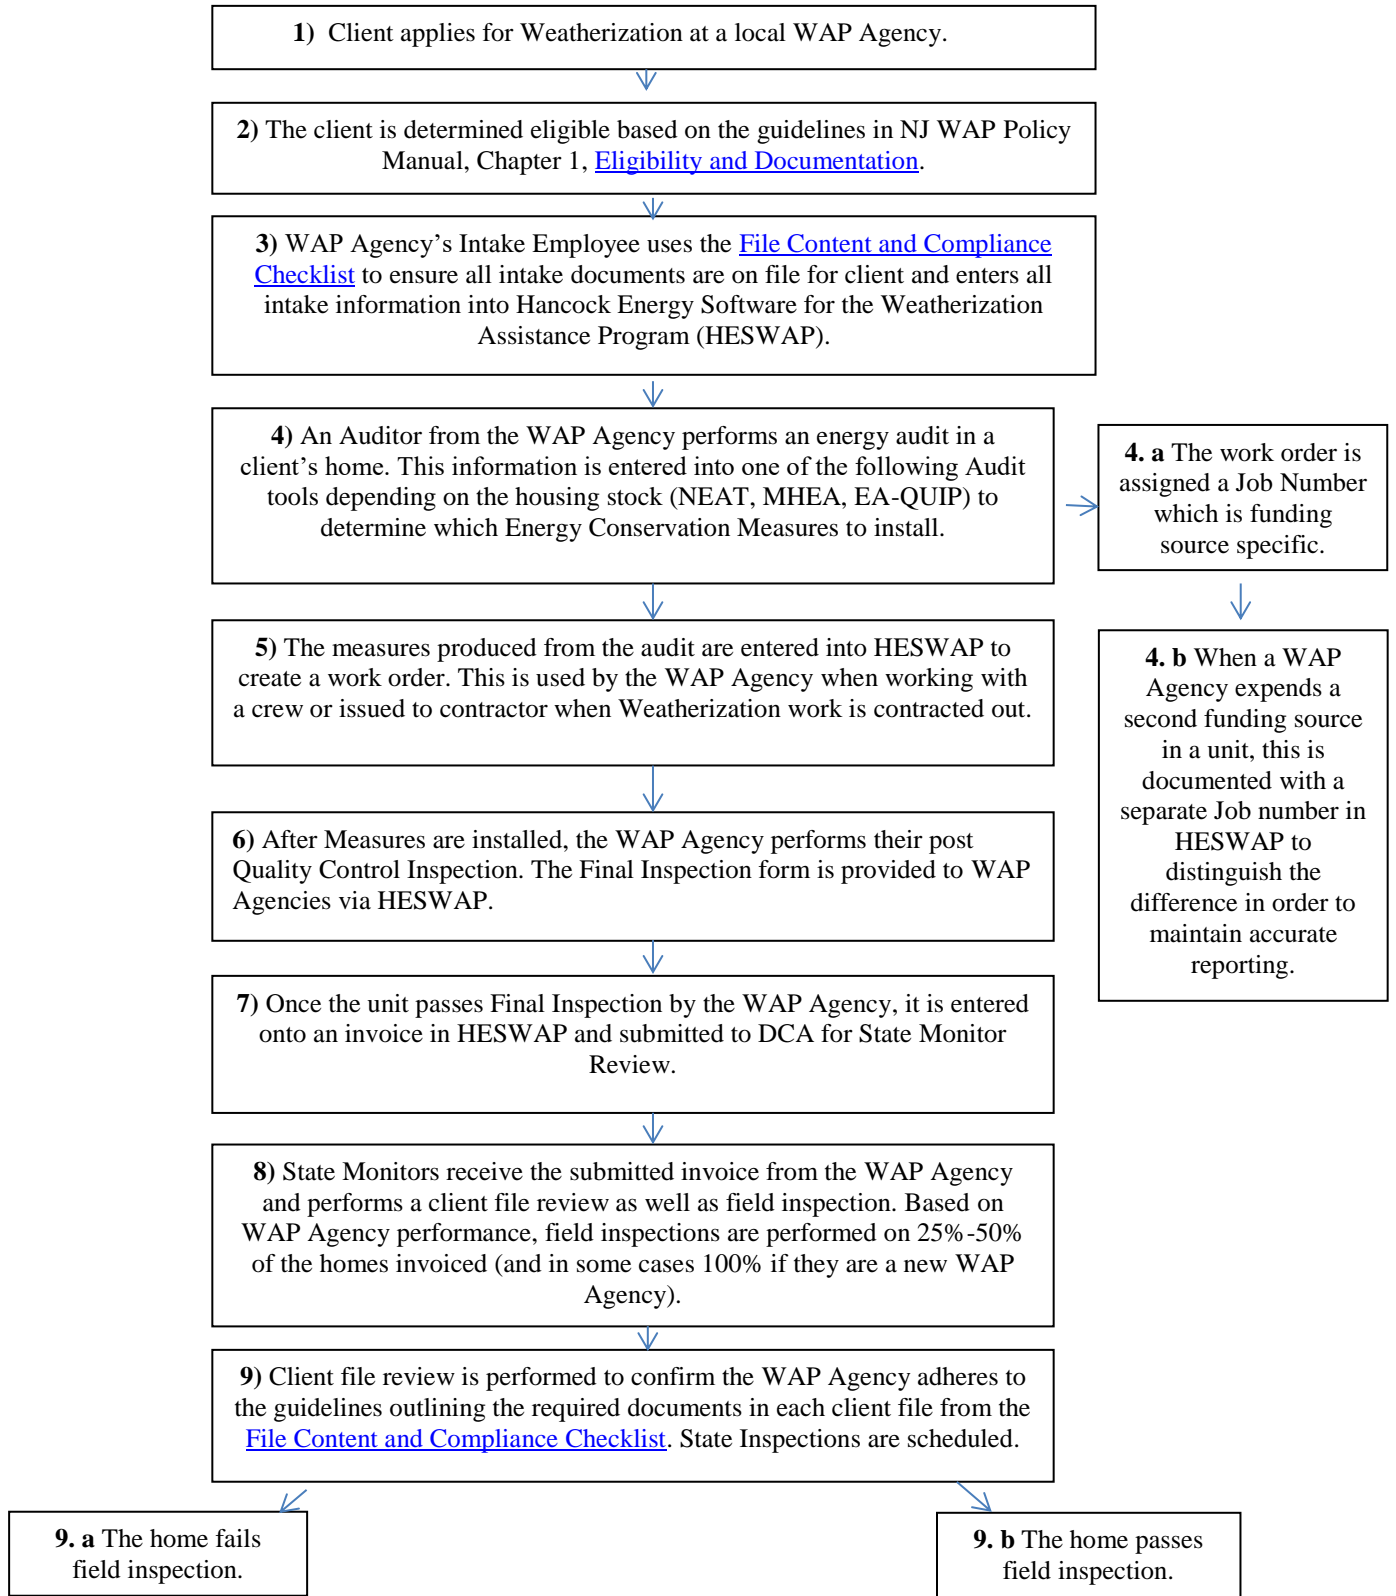 1) Client applies for Weatherization at a local WAP Agency.
2) The client is determined eligible based on the guidelines in NJ WAP Policy
Manual, Chapter 1, Eligibility and Documentation.
3) WAP Agency’s Intake Employee uses the File Content and Compliance
Checklist to ensure all intake documents are on file for client and enters all
intake information into Hancock Energy Software for the Weatherization
Assistance Program (HESWAP).
4) An Auditor from the WAP Agency performs an energy audit in a
client’s home. This information is entered into one of the following Audit
tools depending on the housing stock (NEAT, MHEA, EA-QUIP) to
determine which Energy Conservation Measures to install.
4. a The work order is
assigned a Job Number
which is funding
source specific.
4. b When a WAP
Agency expends a
second funding source
in a unit, this is
documented with a
separate Job number in
HESWAP to
distinguish the
difference in order to
maintain accurate
reporting.
5) The measures produced from the audit are entered into HESWAP to
create a work order. This is used by the WAP Agency when working with
a crew or issued to contractor when Weatherization work is contracted out.
6) After Measures are installed, the WAP Agency performs their post
Quality Control Inspection. The Final Inspection form is provided to WAP
Agencies via HESWAP.
7) Once the unit passes Final Inspection by the WAP Agency, it is entered
onto an invoice in HESWAP and submitted to DCA for State Monitor
Review.
8) State Monitors receive the submitted invoice from the WAP Agency
and performs a client file review as well as field inspection. Based on
WAP Agency performance, field inspections are performed on 25%-50%
of the homes invoiced (and in some cases 100% if they are a new WAP
Agency).
9) Client file review is performed to confirm the WAP Agency adheres to
the guidelines outlining the required documents in each client file from the
File Content and Compliance Checklist. State Inspections are scheduled.
9. a The home fails
field inspection.
9. b The home passes
field inspection.